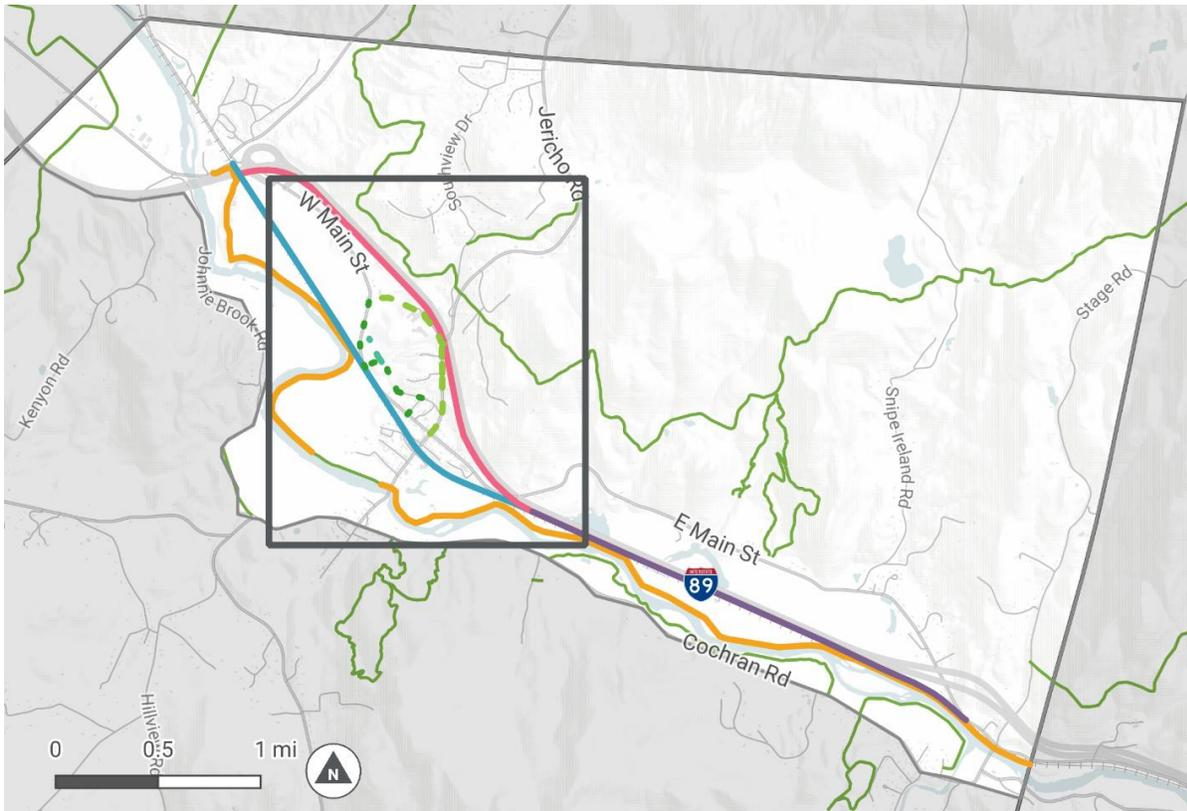 Jericho Rd
Southview Dr
W Main St
Johnnie Brook Rd
Stage Rd
Kenyon Rd
Snipe Ireland Rd
E Main St
INTERSTATE
89
Cochran Rd
Hillview Rd
0 0.5 1 mi
N